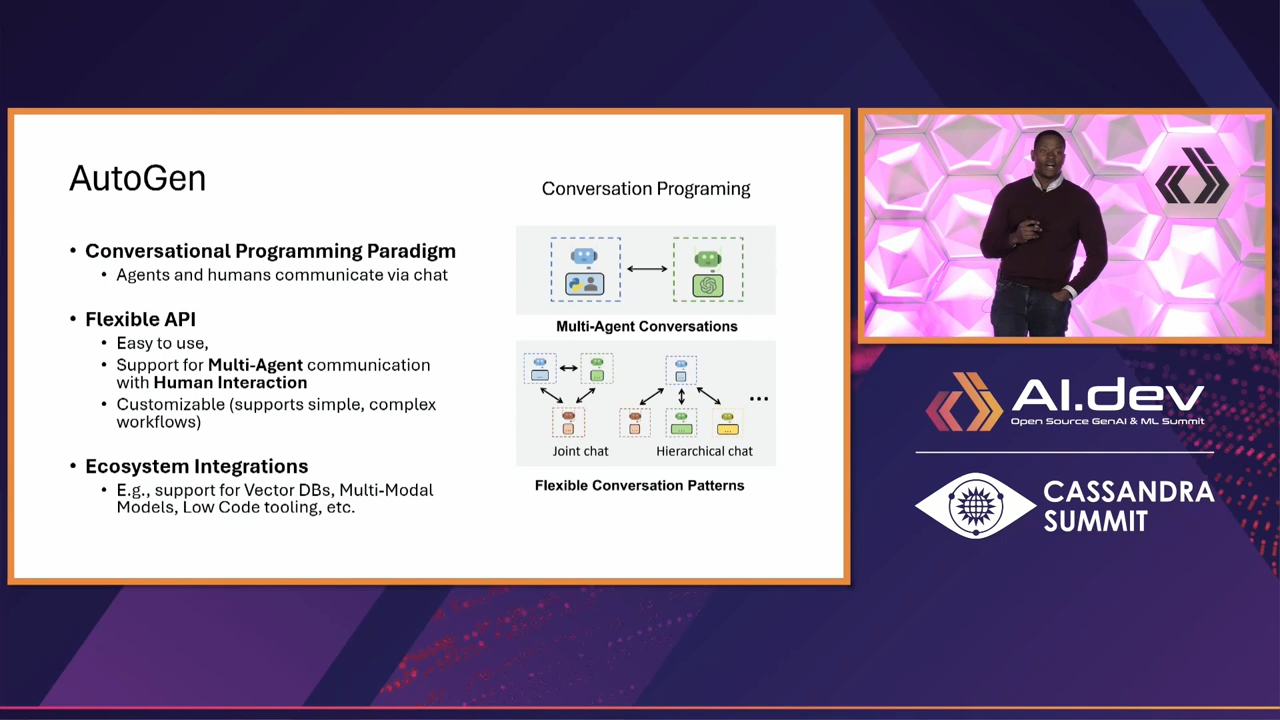 AutoGen
• Conversational Programming Paradigm
• Agents and humans communicate via chat
• Flexible API
• Easy to use,
• Support for Multi-Agent communication
with Human Interaction
• Customizable (supports simple, complex
workflows)
• Ecosystem Integrations
• E.g., support for Vector DBs, Multi-Modal
Models, Low Code tooling, etc.
Conversation Programing
Multi-Agent Conversations
Joint chat
Hierarchical chat
Flexible Conversation Patterns
AI.dev
Open Source GenAI & ML Summit
CASSANDRA
SUMMIT